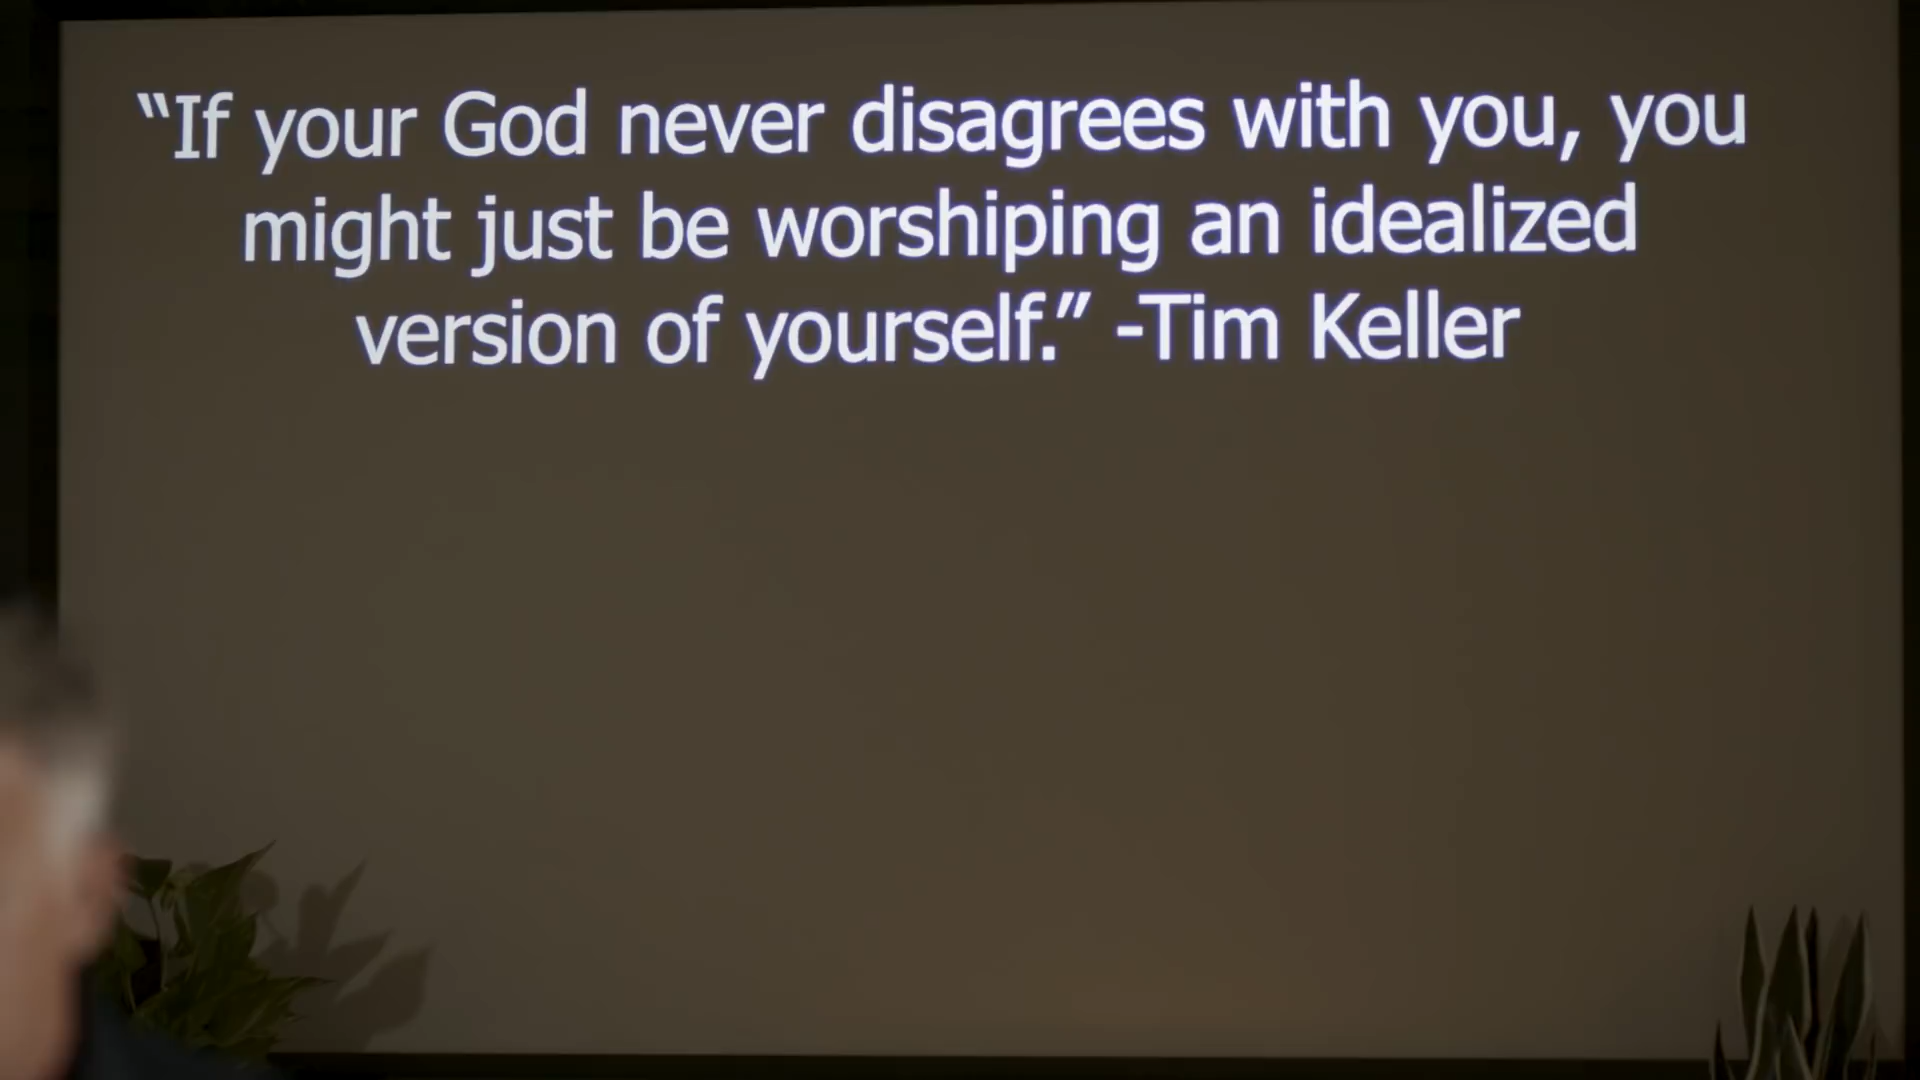 “If your God never disagrees with you, you
might just be worshiping an idealized
version of yourself.” -Tim Keller